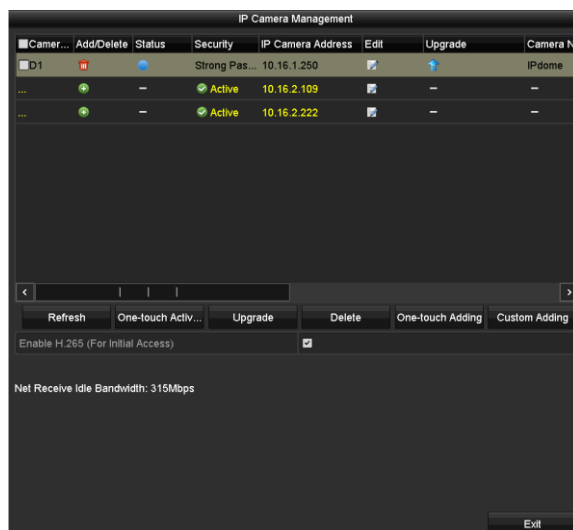 IP Camera Management
Camer... Add/Delete Status Security IP Camera Address Edit Upgrade Camera N
D1 Strong Pas... 10.16.1.250 IPdome
... – Active 10.16.2.109 – –
... – Active 10.16.2.222 – –
Refresh One-touch Activ... Upgrade Delete One-touch Adding Custom Adding
Enable H.265 (For Initial Access)
Net Receive Idle Bandwidth: 315Mbps
Exit